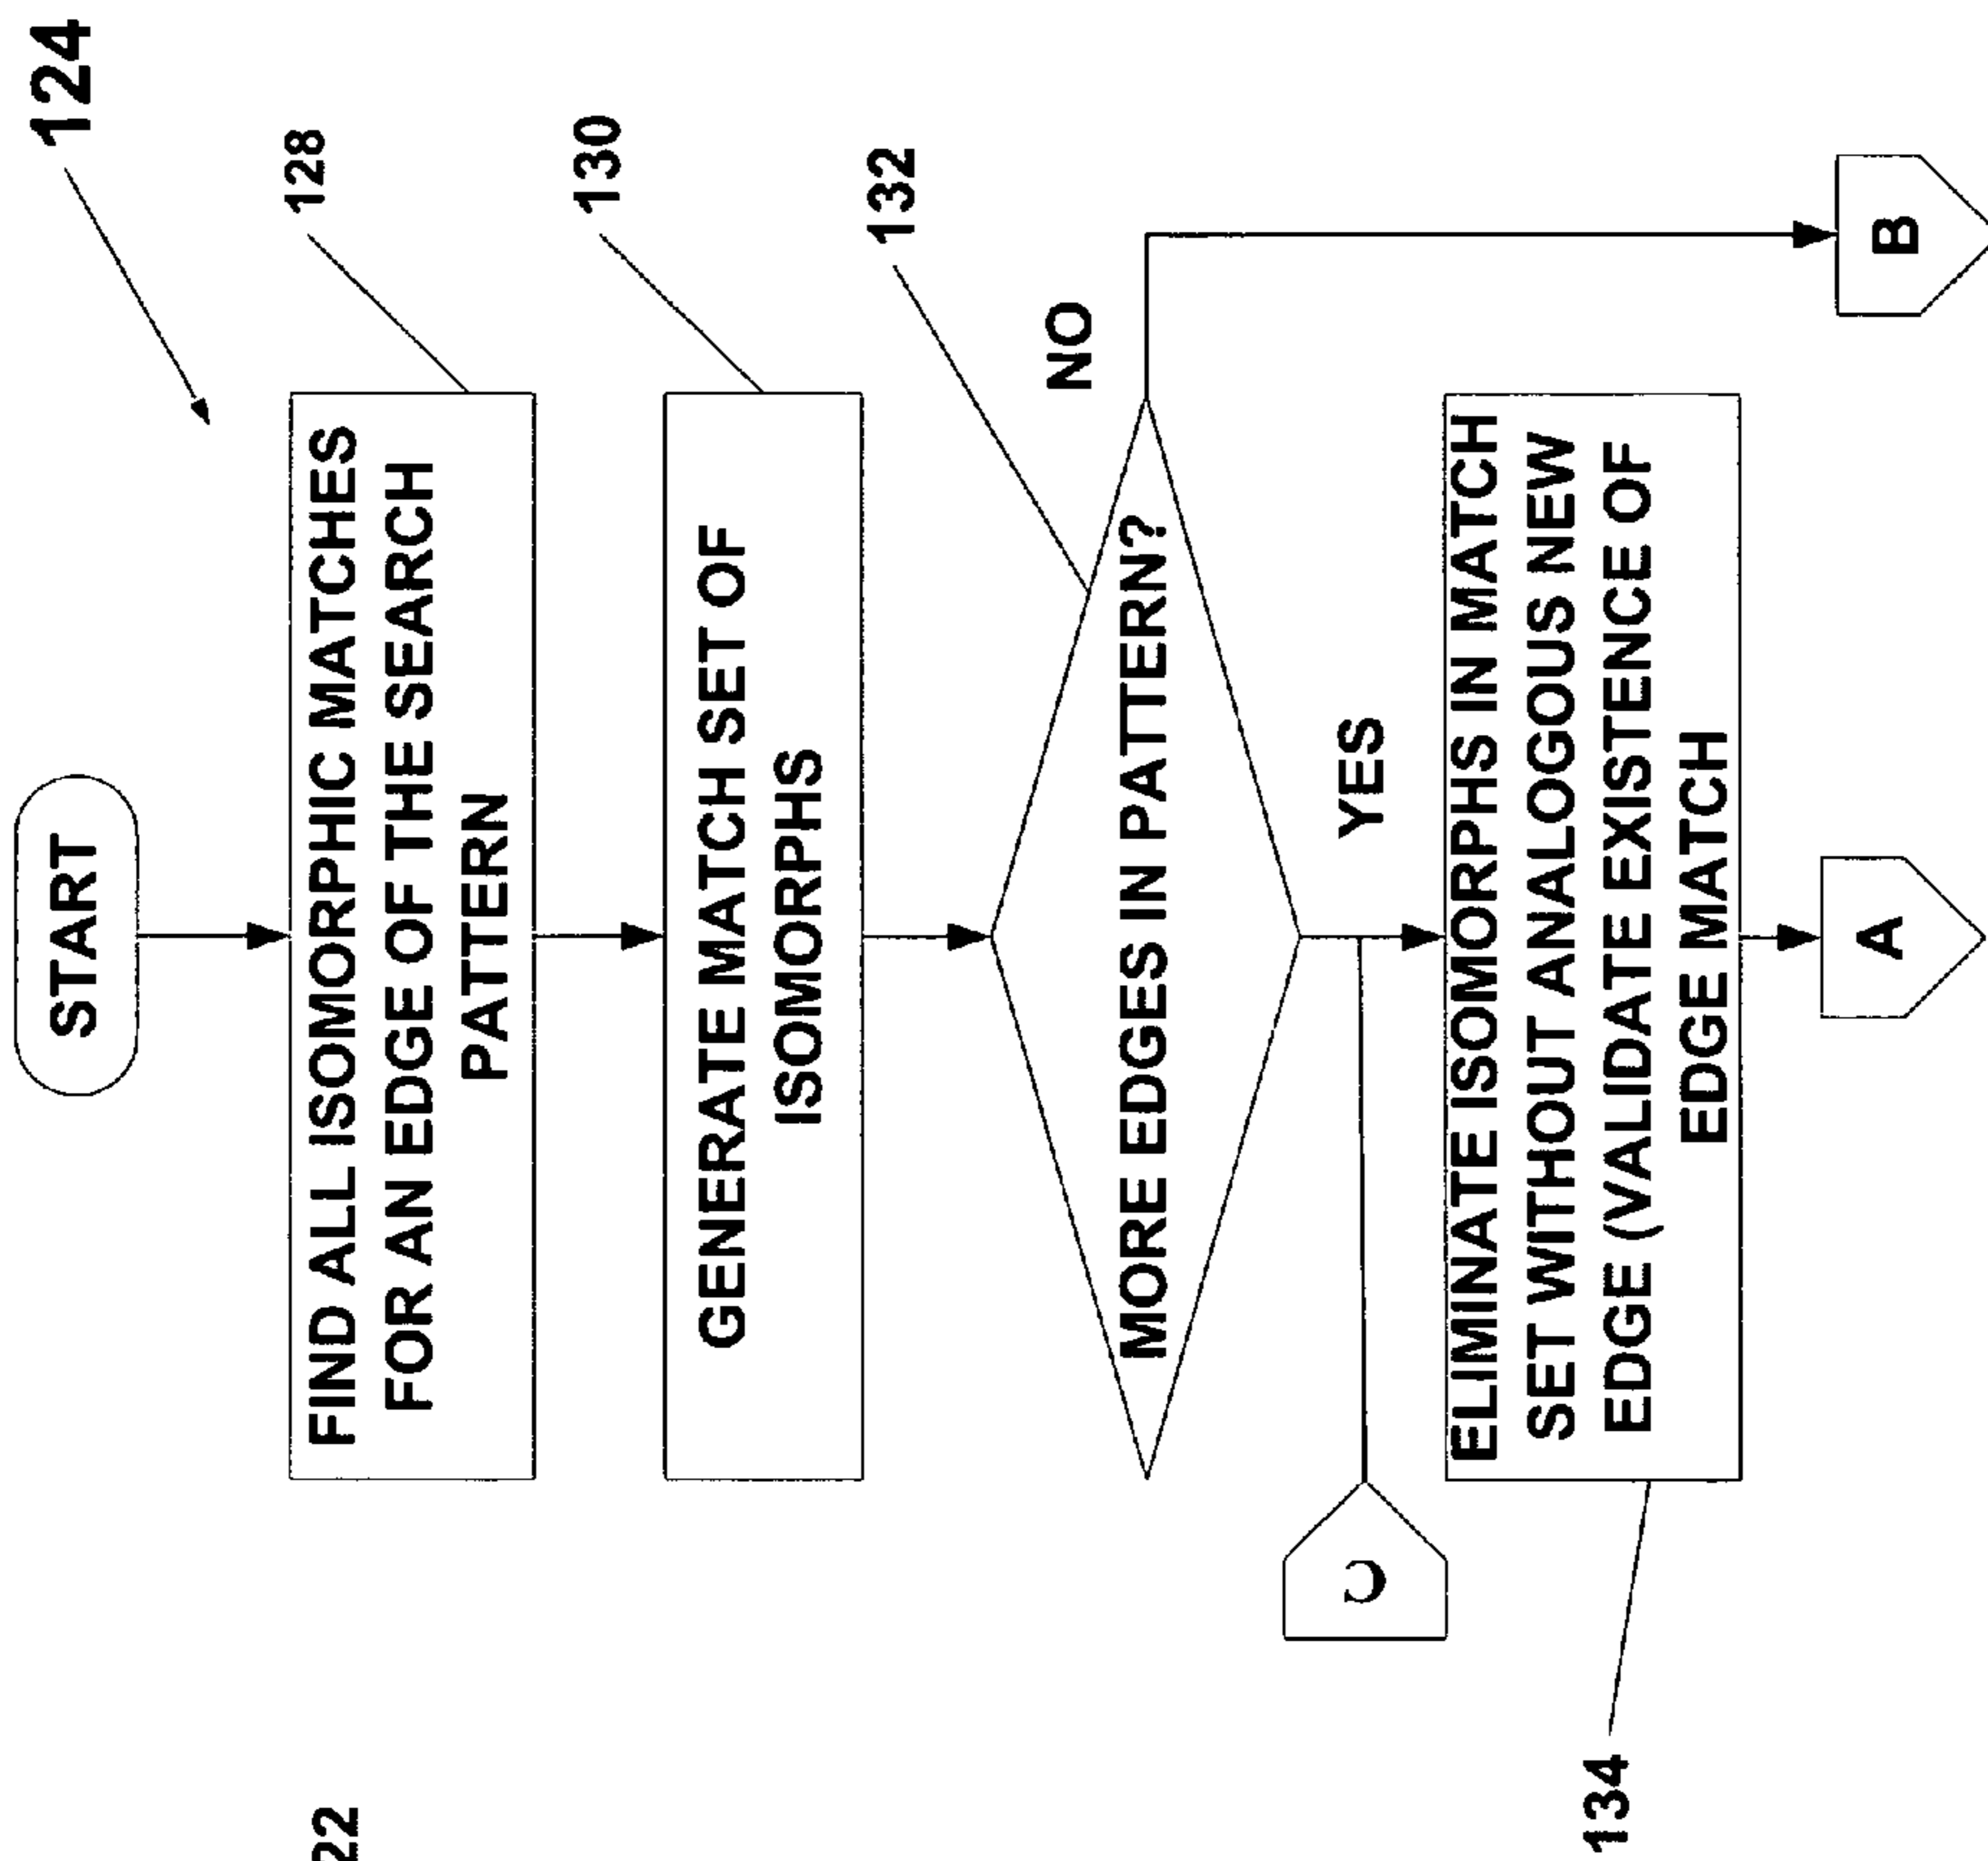 124
START
128
FIND ALL ISOMORPHIC MATCHES
FOR AN EDGE OF THE SEARCH
PATTERN
130
GENERATE MATCH SET OF
ISOMORPHS
132
MORE EDGES IN PATTERN?
NO
YES
C
ELIMINATE ISOMORPHS IN MATCH
SET WITHOUT ANALOGOUS NEW
EDGE (VALIDATE EXISTENCE OF
EDGE MATCH
134
A
B
22